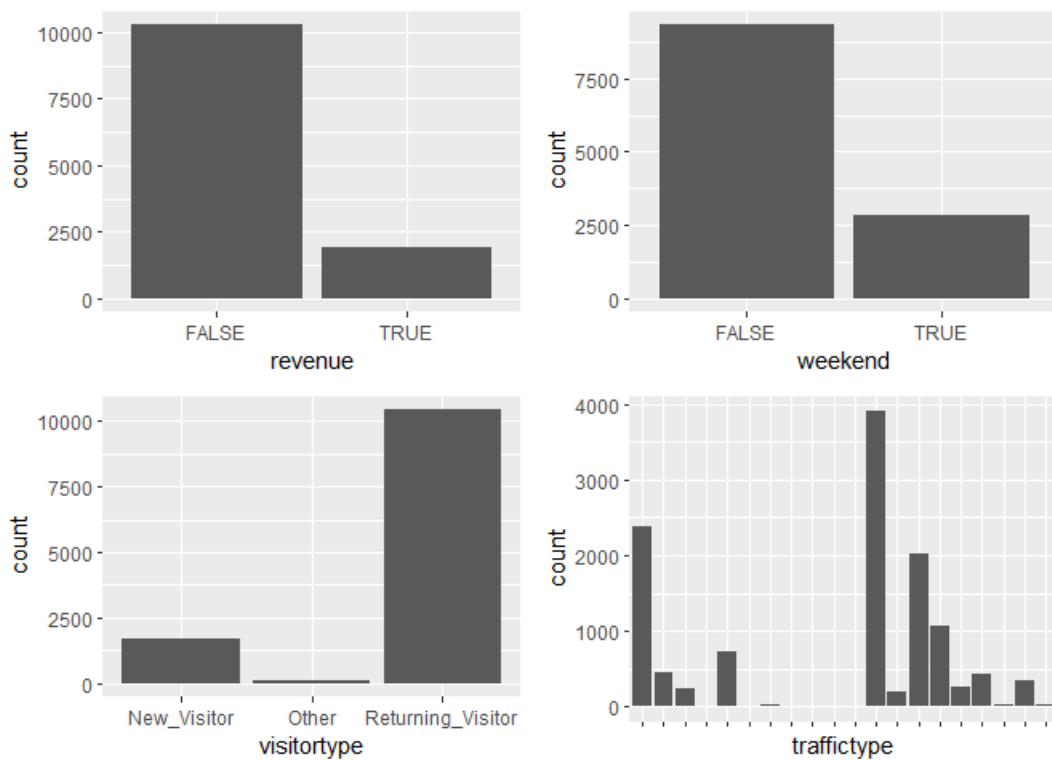 10000
7500
5000
2500
0
count
FALSE TRUE
revenue
7500
5000
2500
0
count
FALSE TRUE
weekend
10000
7500
5000
2500
0
count
New_Visitor Other Returning_Visitor
visitortype
4000
3000
2000
1000
0
count
traffictype